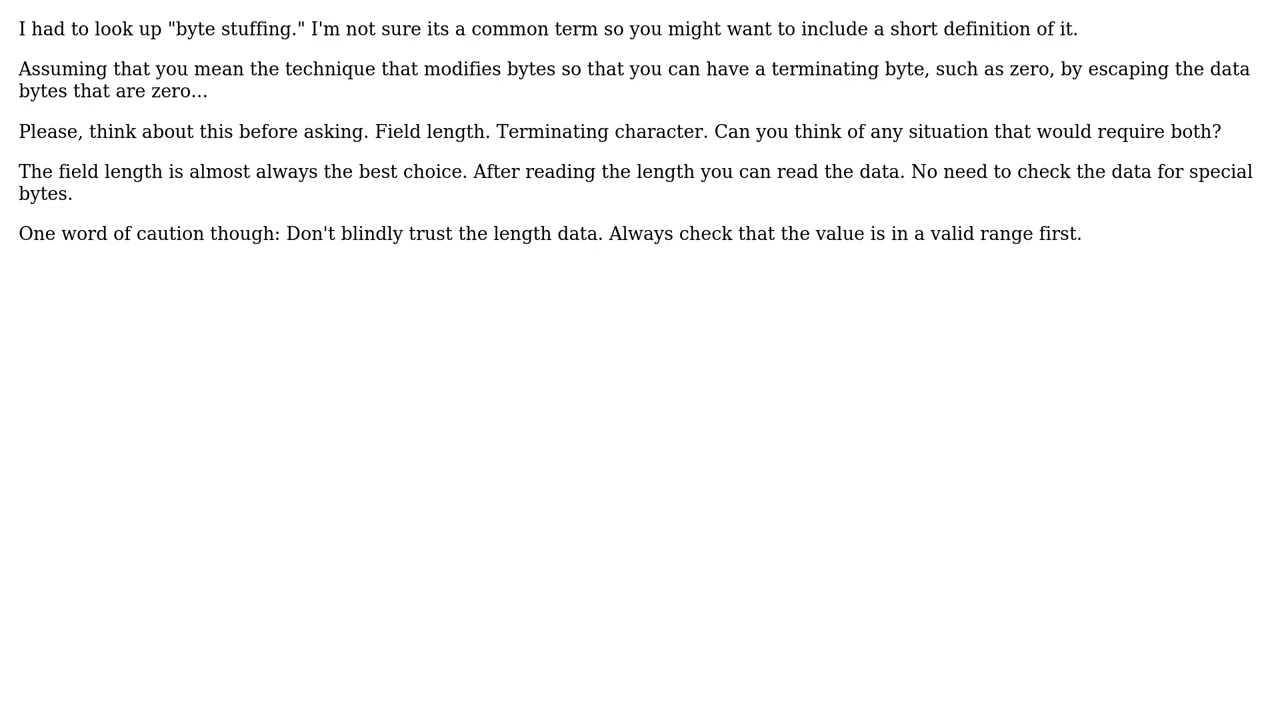 I had to look up "byte stuffing." I'm not sure its a common term so you might want to include a short definition of it.
Assuming that you mean the technique that modifies bytes so that you can have a terminating byte, such as zero, by escaping the data
bytes that are zero...
Please, think about this before asking. Field length. Terminating character. Can you think of any situation that would require both?
The field length is almost always the best choice. After reading the length you can read the data. No need to check the data for special
bytes.
One word of caution though: Don't blindly trust the length data. Always check that the value is in a valid range first.